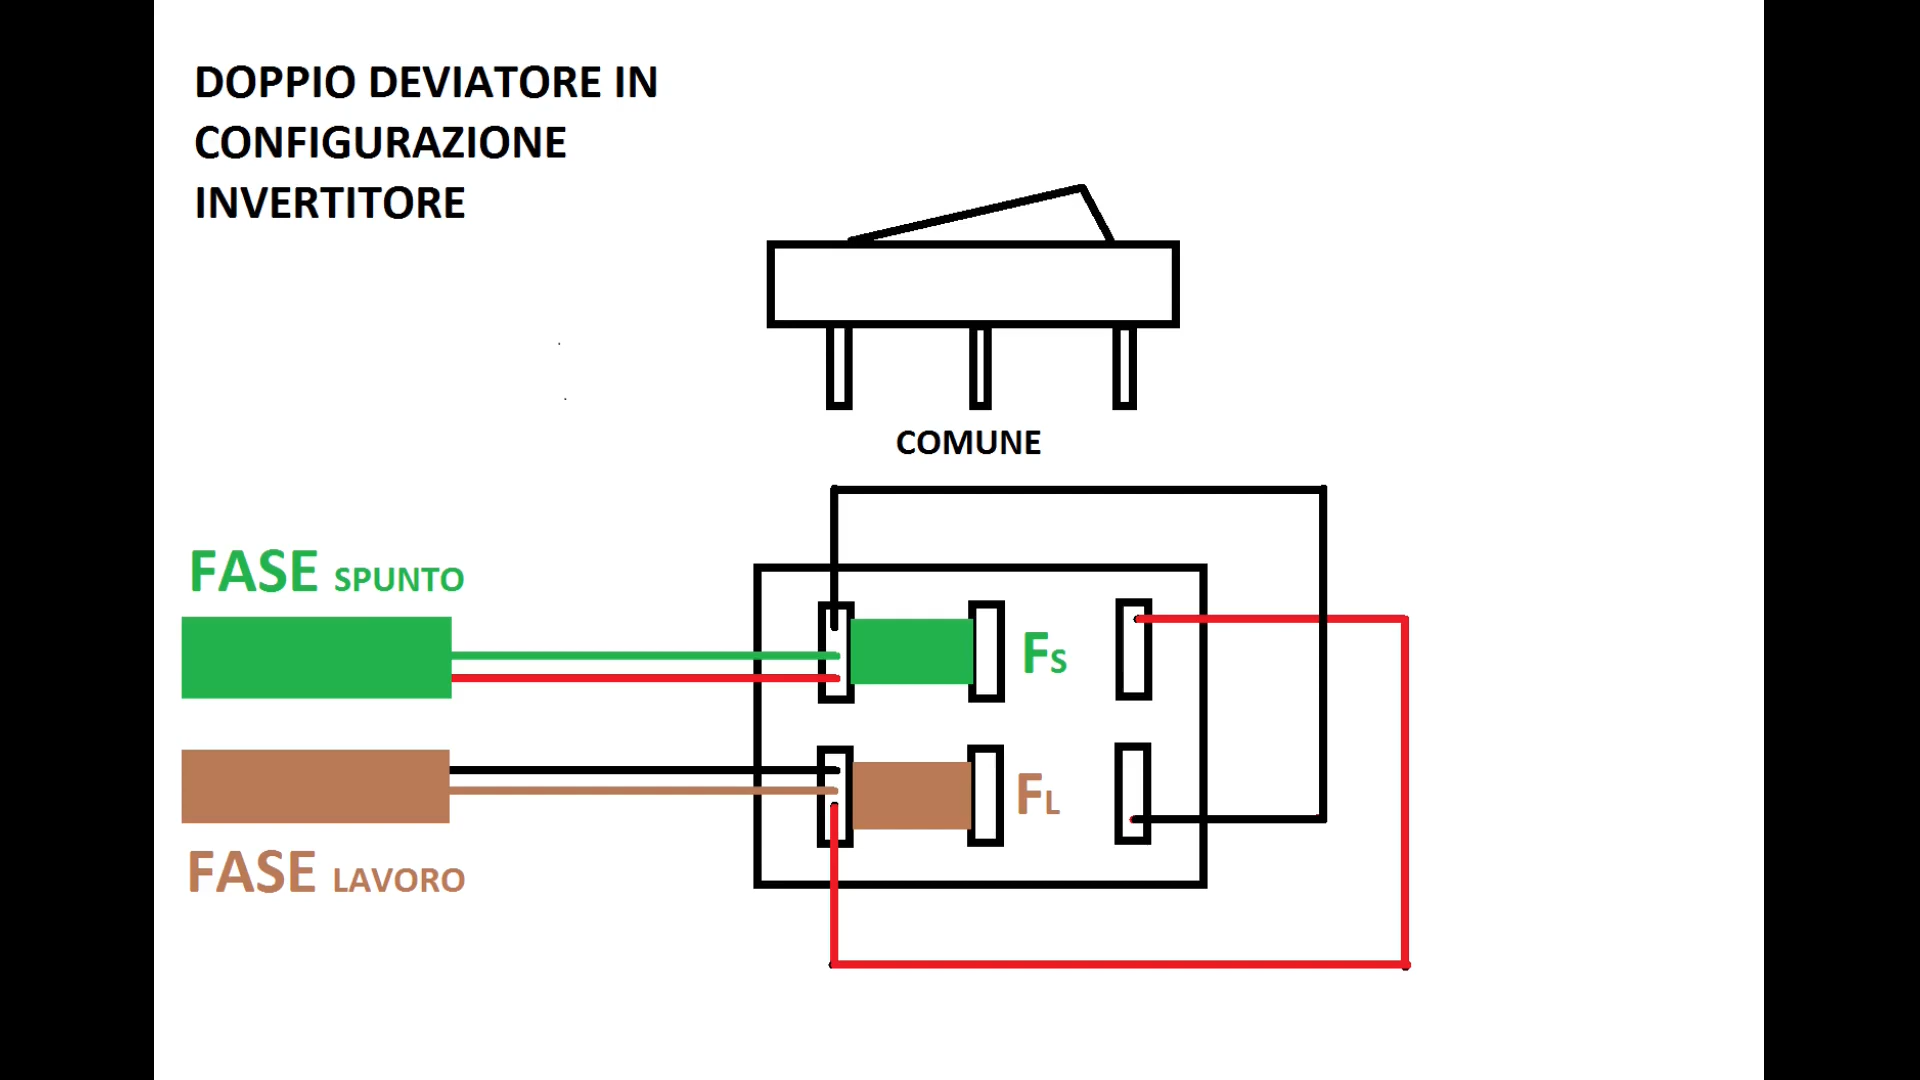 DOPPIO DEVIATORE IN
CONFIGURAZIONE
INVERTITORE
COMUNE
FASE SPUNTO
FS
FL
FASE LAVORO